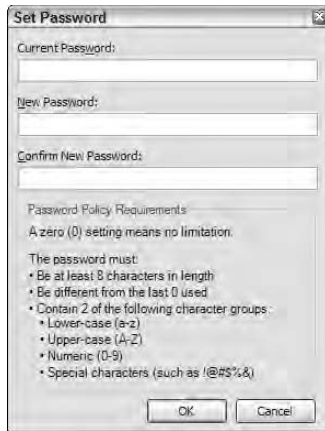 Set Password
Current Password:
New Password:
Confirm New Password:
Password Policy Requirements
A zero (0) setting means no limitation.
The password must:
• Be at least 8 characters in length
• Be different from the last 0 used
• Contain 2 of the following character groups:
• Lower-case (a-z)
• Upper-case (A-Z)
• Numeric (0-9)
• Special characters (such as !@#$%&)
OK
Cancel